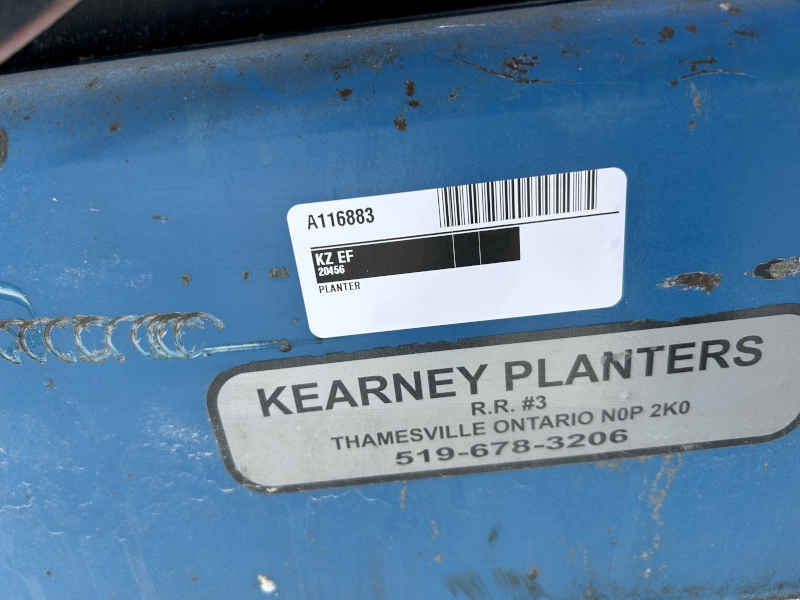 A116883
KZ EF
20456
PLANTER
KEARNEY PLANTERS
R.R. #3
THAMESVILLE ONTARIO N0P 2K0
519-678-3206